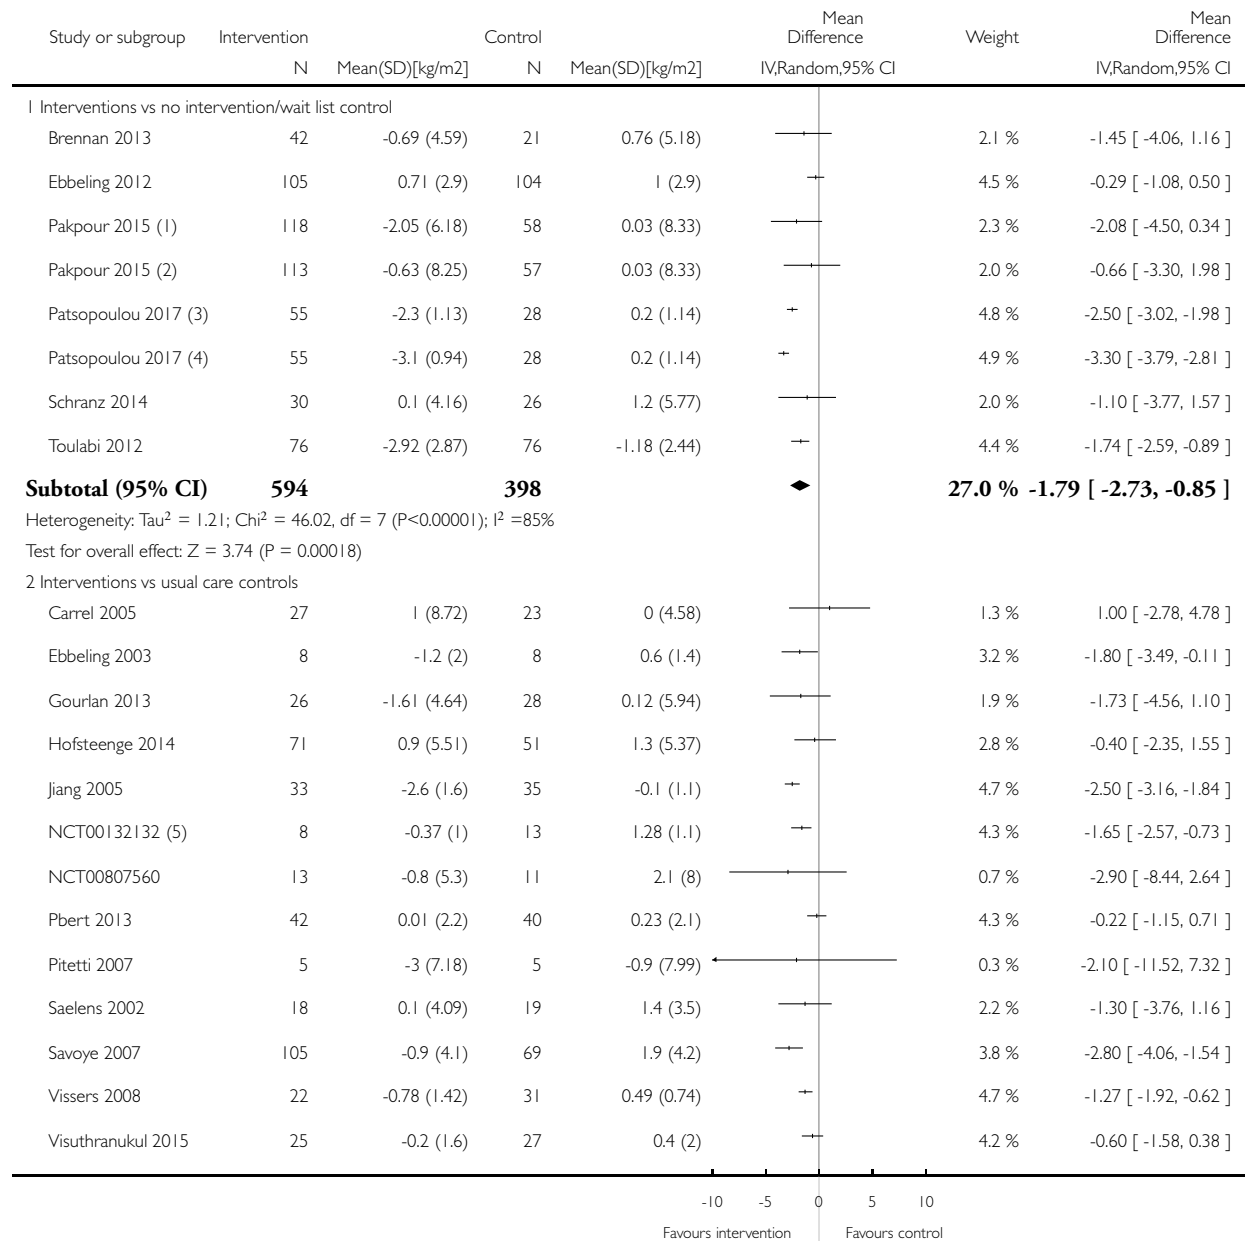 Study or subgroup Intervention Control Mean Difference Weight Mean Difference
N Mean(SD)[kg/m2] N Mean(SD)[kg/m2] IV,Random,95% CI IV,Random,95% CI
1 Interventions vs no intervention/wait list control
Brennan 2013 42 -0.69 (4.59) 21 0.76 (5.18) 2.1 % -1.45 [ -4.06, 1.16 ]
Ebbeling 2012 105 0.71 (2.9) 104 1 (2.9) 4.5 % -0.29 [ -1.08, 0.50 ]
Pakpour 2015 (1) 118 -2.05 (6.18) 58 0.03 (8.33) 2.3 % -2.08 [ -4.50, 0.34 ]
Pakpour 2015 (2) 113 -0.63 (8.25) 57 0.03 (8.33) 2.0 % -0.66 [ -3.30, 1.98 ]
Patsopoulou 2017 (3) 55 -2.3 (1.13) 28 0.2 (1.14) 4.8 % -2.50 [ -3.02, -1.98 ]
Patsopoulou 2017 (4) 55 -3.1 (0.94) 28 0.2 (1.14) 4.9 % -3.30 [ -3.79, -2.81 ]
Schranz 2014 30 0.1 (4.16) 26 1.2 (5.77) 2.0 % -1.10 [ -3.77, 1.57 ]
Toulabi 2012 76 -2.92 (2.87) 76 -1.18 (2.44) 4.4 % -1.74 [ -2.59, -0.89 ]
Subtotal (95% CI) 594 398 27.0 % -1.79 [ -2.73, -0.85 ]
Heterogeneity: Tau² = 1.21; Chi² = 46.02, df = 7 (P<0.00001); I² =85%
Test for overall effect: Z = 3.74 (P = 0.00018)
2 Interventions vs usual care controls
Carrel 2005 27 1 (8.72) 23 0 (4.58) 1.3 % 1.00 [ -2.78, 4.78 ]
Ebbeling 2003 8 -1.2 (2) 8 0.6 (1.4) 3.2 % -1.80 [ -3.49, -0.11 ]
Gourlan 2013 26 -1.61 (4.64) 28 0.12 (5.94) 1.9 % -1.73 [ -4.56, 1.10 ]
Hofsteenge 2014 71 0.9 (5.51) 51 1.3 (5.37) 2.8 % -0.40 [ -2.35, 1.55 ]
Jiang 2005 33 -2.6 (1.6) 35 -0.1 (1.1) 4.7 % -2.50 [ -3.16, -1.84 ]
NCT00132132 (5) 8 -0.37 (1) 13 1.28 (1.1) 4.3 % -1.65 [ -2.57, -0.73 ]
NCT00807560 13 -0.8 (5.3) 11 2.1 (8) 0.7 % -2.90 [ -8.44, 2.64 ]
Pbert 2013 42 0.01 (2.2) 40 0.23 (2.1) 4.3 % -0.22 [ -1.15, 0.71 ]
Pitetti 2007 5 -3 (7.18) 5 -0.9 (7.99) 0.3 % -2.10 [ -11.52, 7.32 ]
Saelens 2002 18 0.1 (4.09) 19 1.4 (3.5) 2.2 % -1.30 [ -3.76, 1.16 ]
Savoye 2007 105 -0.9 (4.1) 69 1.9 (4.2) 3.8 % -2.80 [ -4.06, -1.54 ]
Vissers 2008 22 -0.78 (1.42) 31 0.49 (0.74) 4.7 % -1.27 [ -1.92, -0.62 ]
Visuthranukul 2015 25 -0.2 (1.6) 27 0.4 (2) 4.2 % -0.60 [ -1.58, 0.38 ]
-10 -5 0 5 10
Favours intervention Favours control